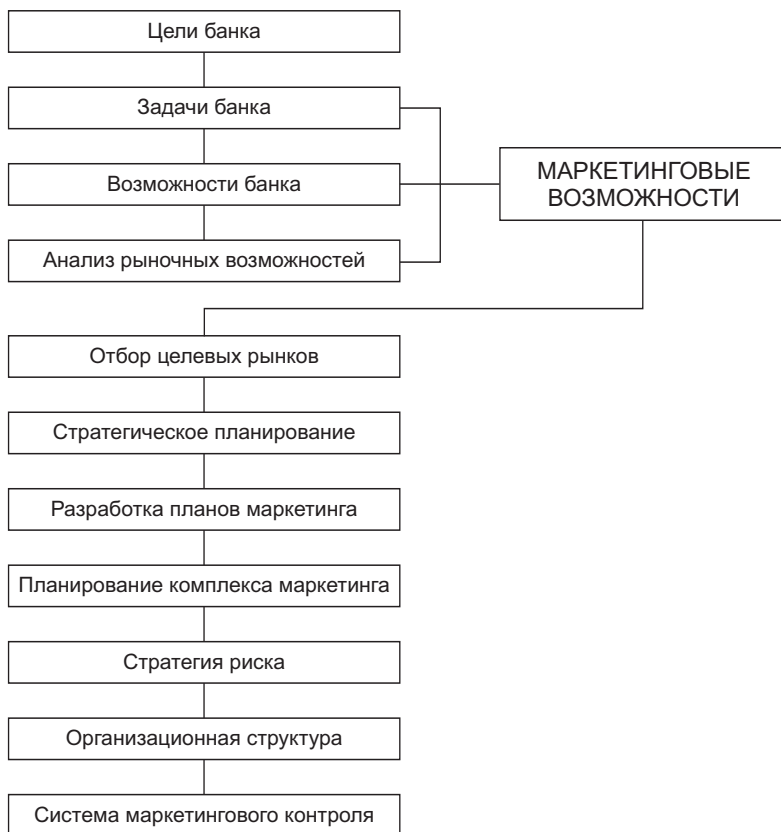 Цели банка
Задачи банка
Возможности банка
Анализ рыночных возможностей
МАРКЕТИНГОВЫЕ
ВОЗМОЖНОСТИ
Отбор целевых рынков
Стратегическое планирование
Разработка планов маркетинга
Планирование комплекса маркетинга
Стратегия риска
Организационная структура
Система маркетингового контроля